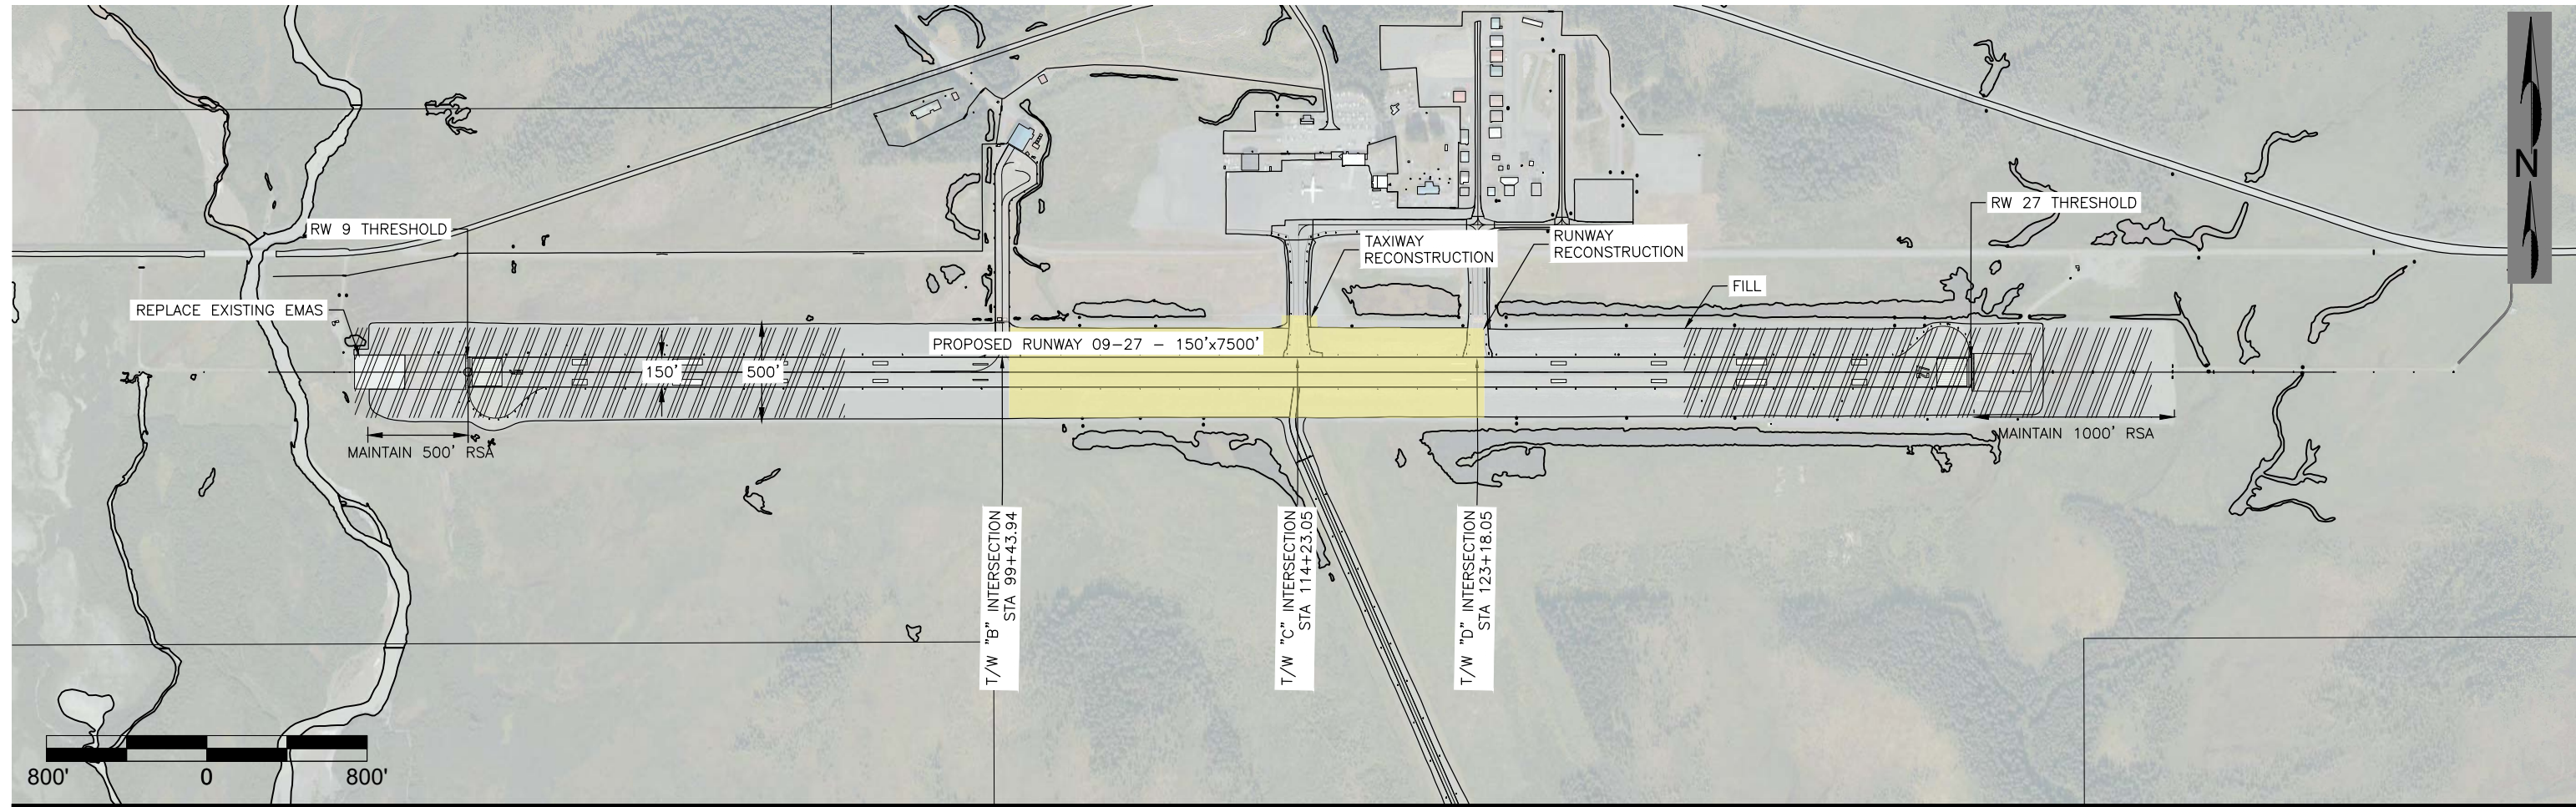 N
RW 9 THRESHOLD
RW 27 THRESHOLD
TAXIWAY
RECONSTRUCTION
RUNWAY
RECONSTRUCTION
REPLACE EXISTING EMAS
FILL
PROPOSED RUNWAY 09-27 - 150'x7500'
150'
500'
27
MAINTAIN 500' RSA
MAINTAIN 1000' RSA
T/W "B" INTERSECTION
STA 99+43.94
T/W "C" INTERSECTION
STA 114+23.05
T/W "D" INTERSECTION
STA 123+18.05
800'
0
800'